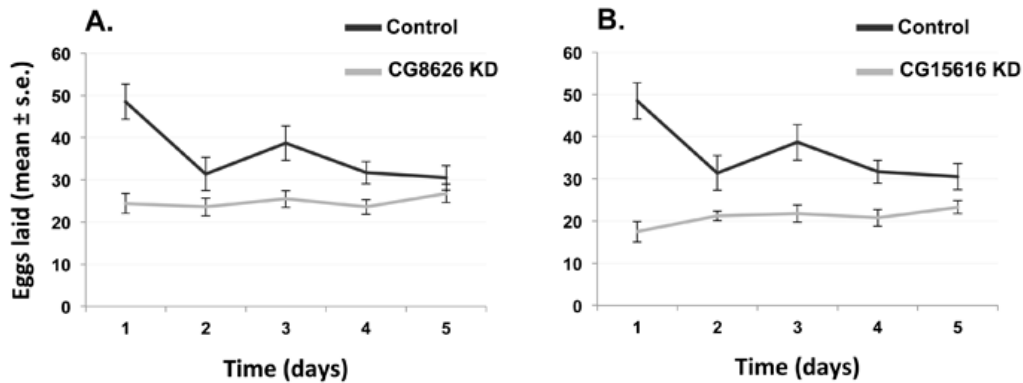 A.
Control
CG8626 KD
Eggs laid (mean ± s.e.)
60
50
40
30
20
10
0
1 2 3 4 5
Time (days)
B.
Control
CG15616 KD
60
50
40
30
20
10
0
1 2 3 4 5
Time (days)